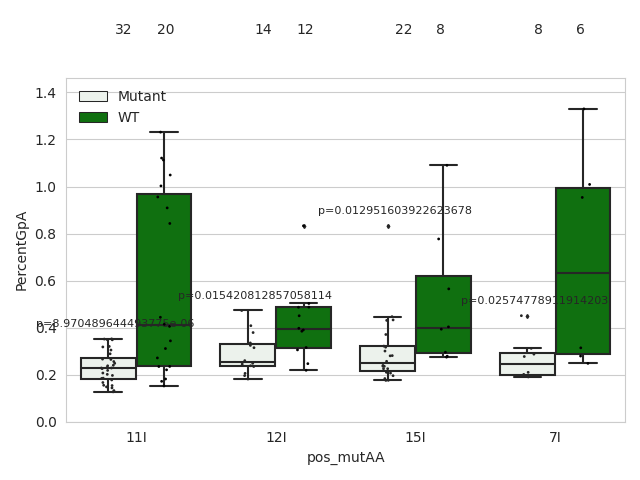 32 20 14 12 22 8 8 6
1.4
Mutant
WT
1.2
1.0
p=0.012951603922623678
0.8
PercentGpA
0.6
p=0.015420812857058114
p=0.02574778911914203
0.4
0.2
0.0
11I 12I 15I 7I
pos_mutAA